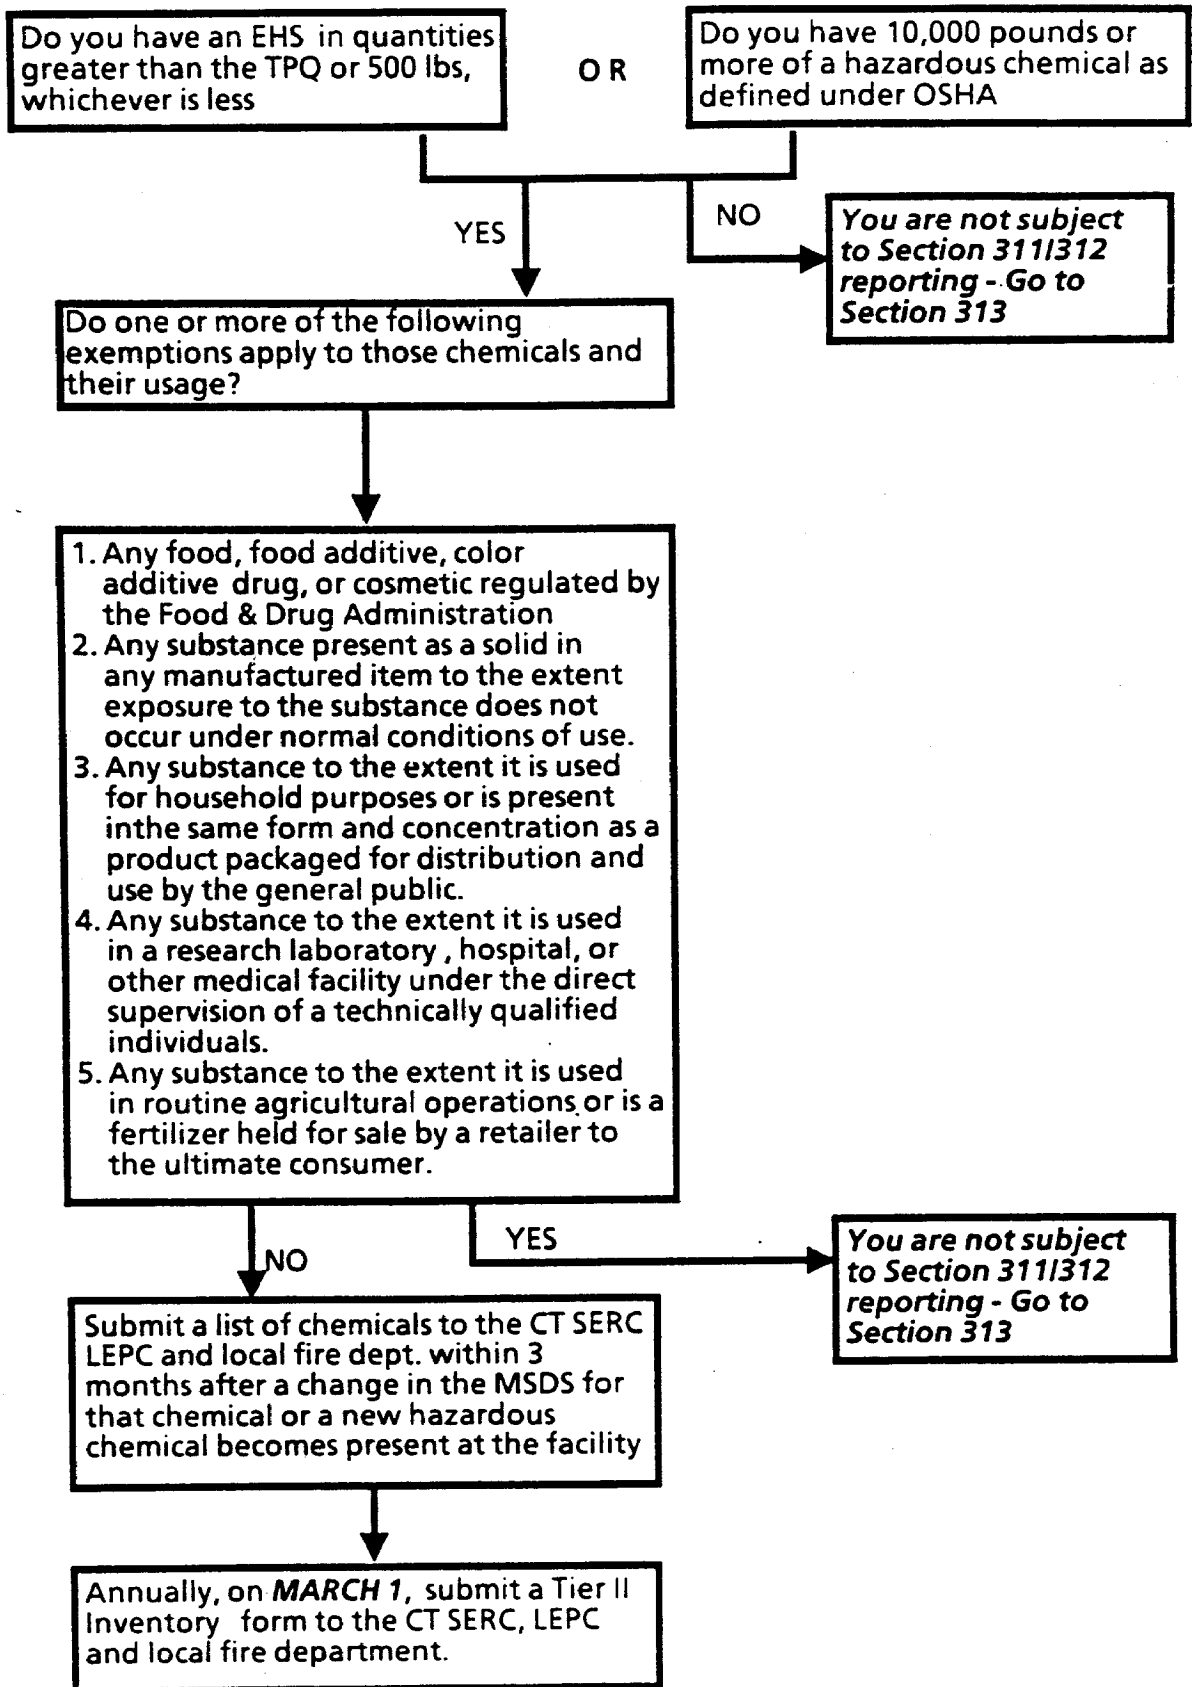 Do you have an EHS in quantities
greater than the TPQ or 500 lbs,
whichever is less
OR
Do you have 10,000 pounds or
more of a hazardous chemical as
defined under OSHA
YES
NO
You are not subject
to Section 311/312
reporting - Go to
Section 313
Do one or more of the following
exemptions apply to those chemicals and
their usage?
1. Any food, food additive, color
additive drug, or cosmetic regulated by
the Food & Drug Administration
2. Any substance present as a solid in
any manufactured item to the extent
exposure to the substance does not
occur under normal conditions of use.
3. Any substance to the extent it is used
for household purposes or is present
inthe same form and concentration as a
product packaged for distribution and
use by the general public.
4. Any substance to the extent it is used
in a research laboratory , hospital, or
other medical facility under the direct
supervision of a technically qualified
individuals.
5. Any substance to the extent it is used
in routine agricultural operations or is a
fertilizer held for sale by a retailer to
the ultimate consumer.
NO
YES
You are not subject
to Section 311/312
reporting - Go to
Section 313
Submit a list of chemicals to the CT SERC
LEPC and local fire dept. within 3
months after a change in the MSDS for
that chemical or a new hazardous
chemical becomes present at the facility
Annually, on MARCH 1, submit a Tier II
Inventory form to the CT SERC, LEPC
and local fire department.